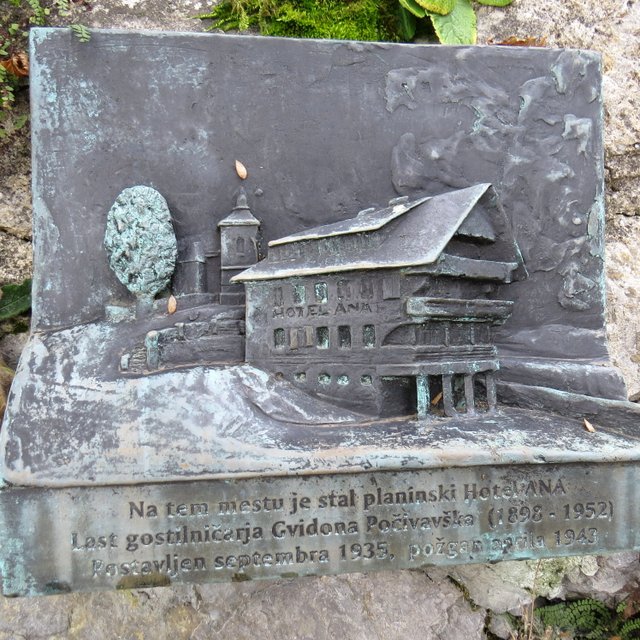 HOTEL ANA
Na tem mestu je stal planinski Hotel ANA
Last gostilničarja Gvidona Počivavška (1898 - 1952)
Postavljen septembra 1935, požgan aprila 1943